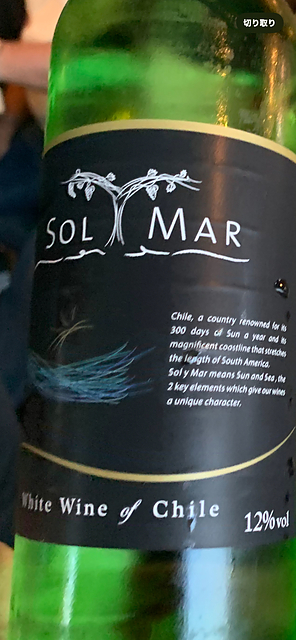 切り取り
SOL Y MAR
Chile, a country renowned for its
300 days of Sun a year and its
magnificent coastline that stretches
the length of South America.
Sol y Mar means Sun and Sea, the
2 key elements which give our wines
a unique character.
White Wine of Chile
12%vol